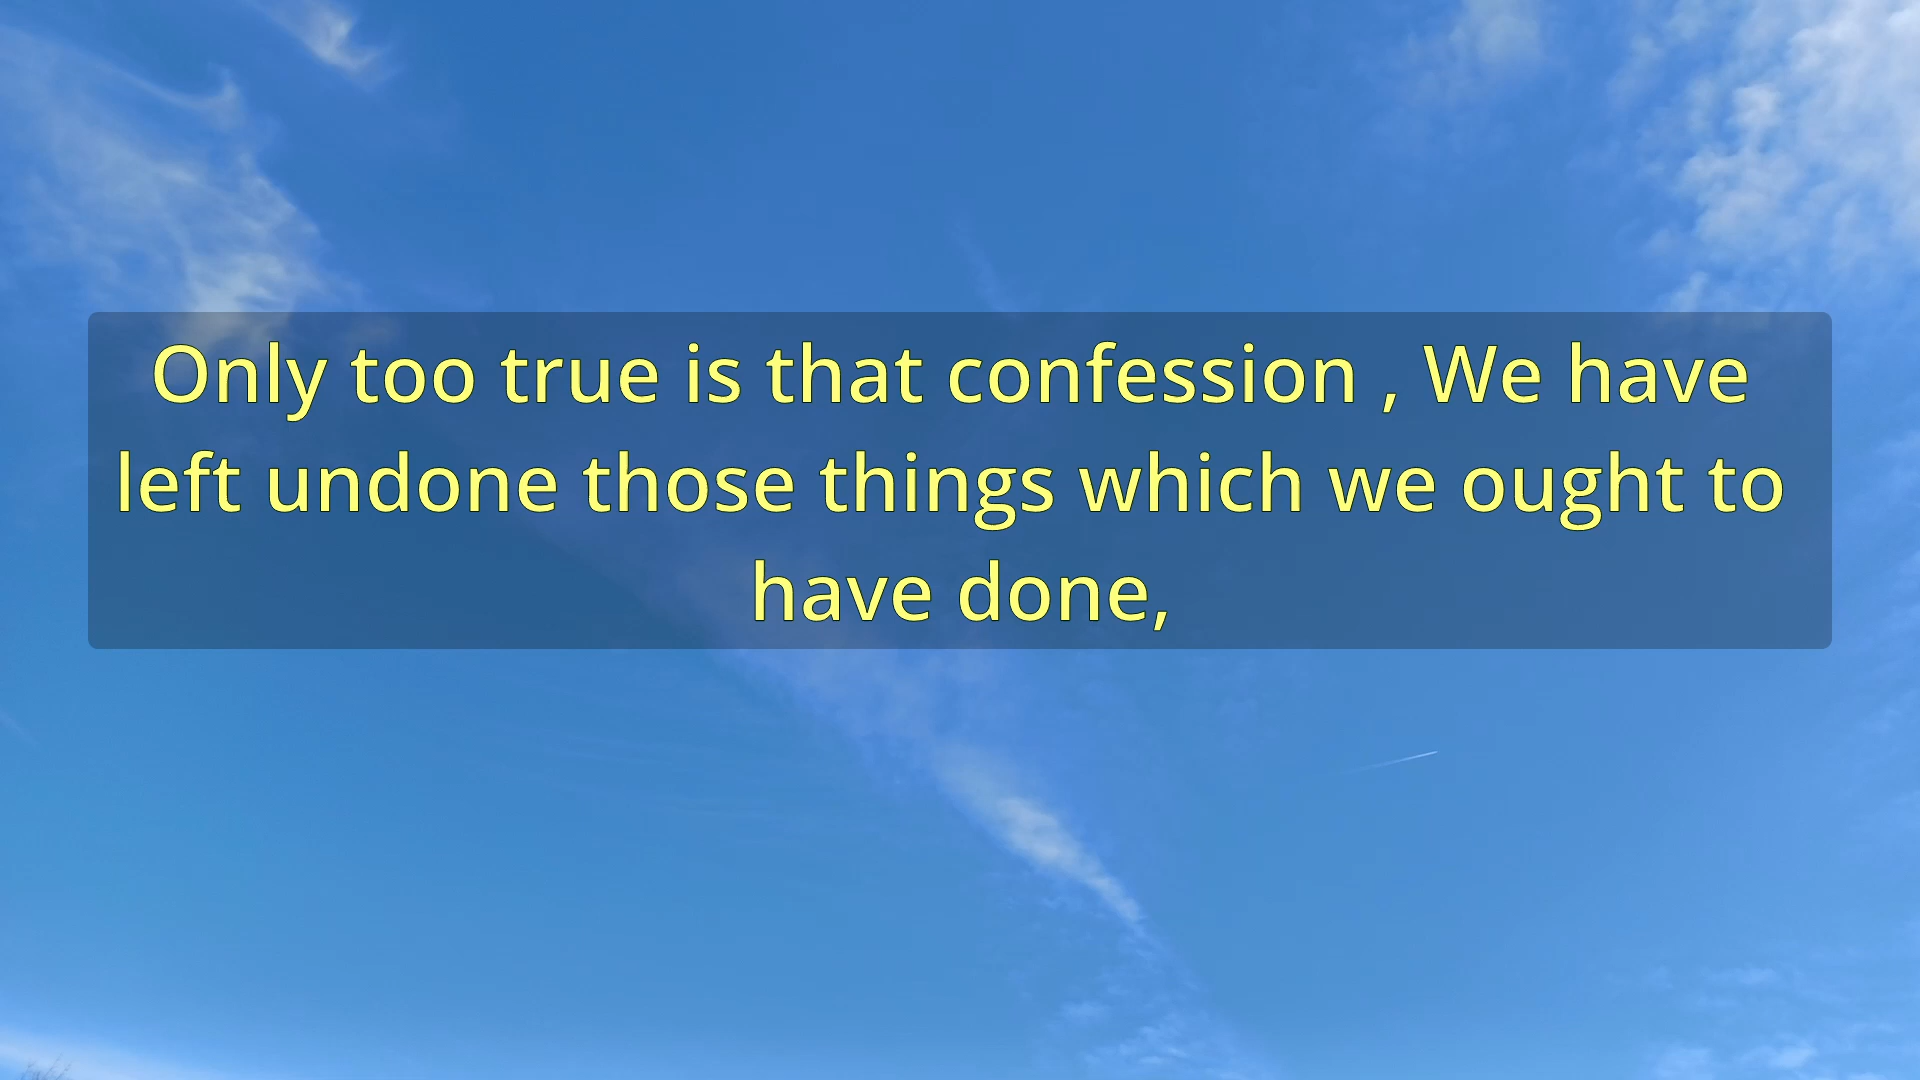 Only too true is that confession , We have
left undone those things which we ought to
have done,